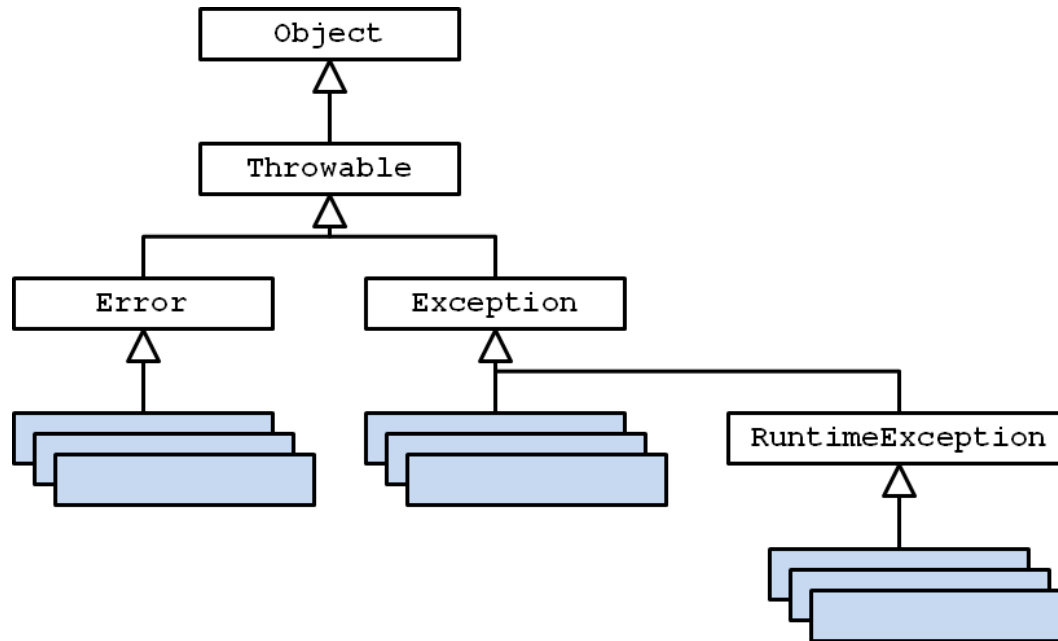 Object
Throwable
Error
Exception
RuntimeException